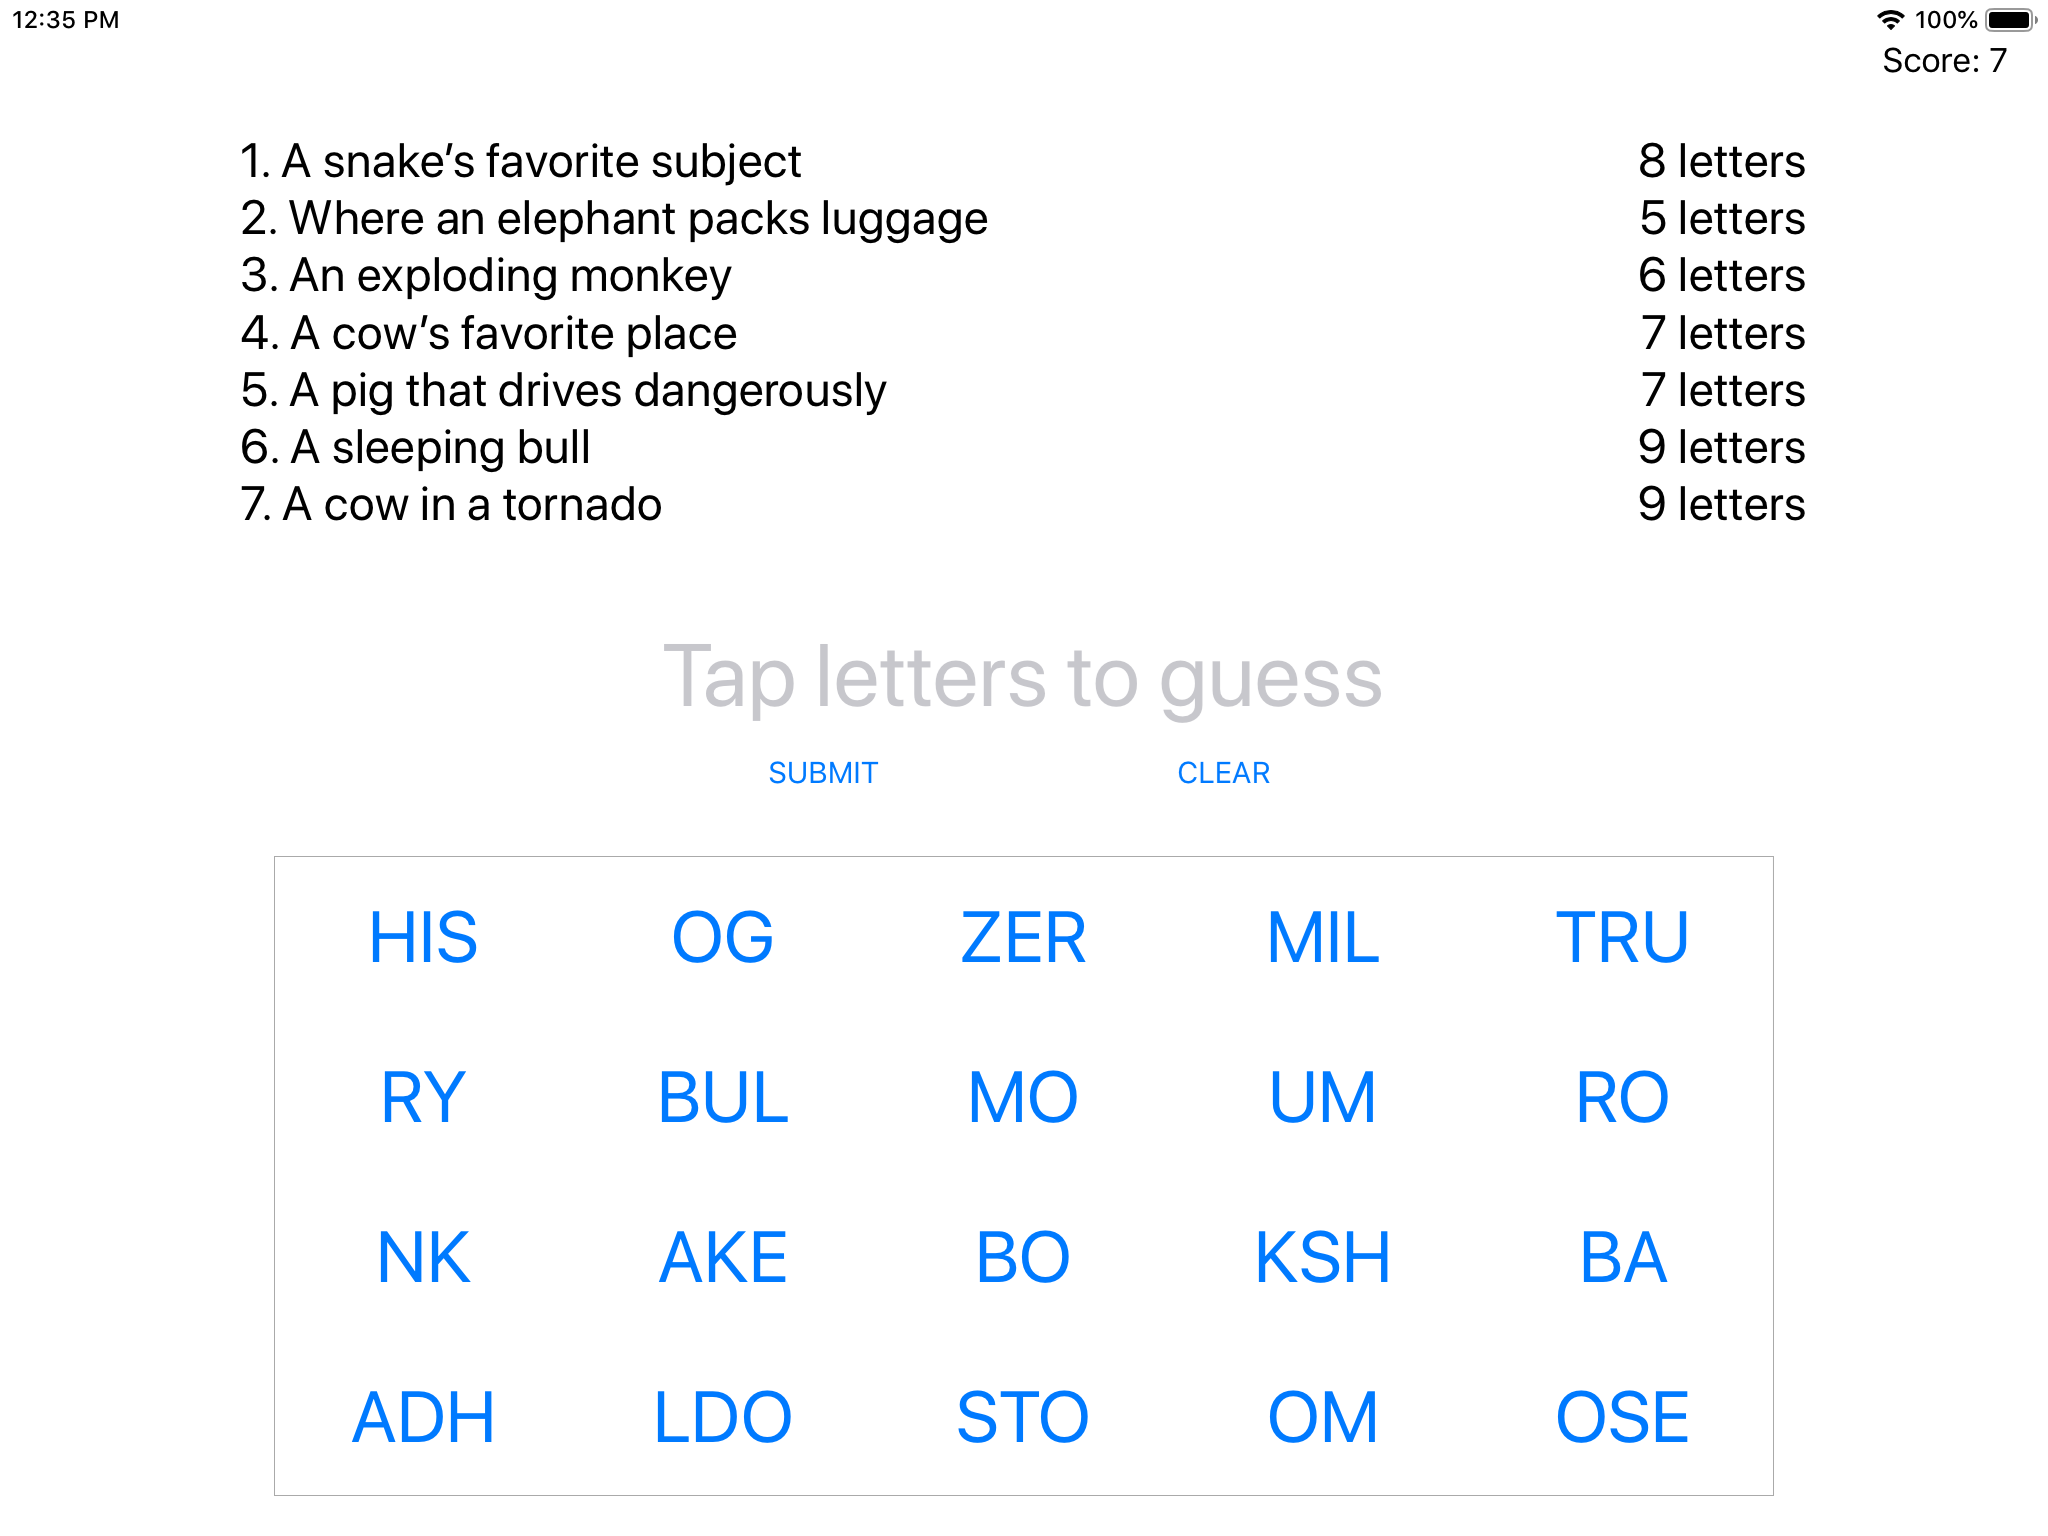 12:35 PM 100%
Score: 7
1. A snake’s favorite subject 8 letters
2. Where an elephant packs luggage 5 letters
3. An exploding monkey 6 letters
4. A cow’s favorite place 7 letters
5. A pig that drives dangerously 7 letters
6. A sleeping bull 9 letters
7. A cow in a tornado 9 letters
Tap letters to guess
SUBMIT CLEAR
HIS OG ZER MIL TRU
RY BUL MO UM RO
NK AKE BO KSH BA
ADH LDO STO OM OSE